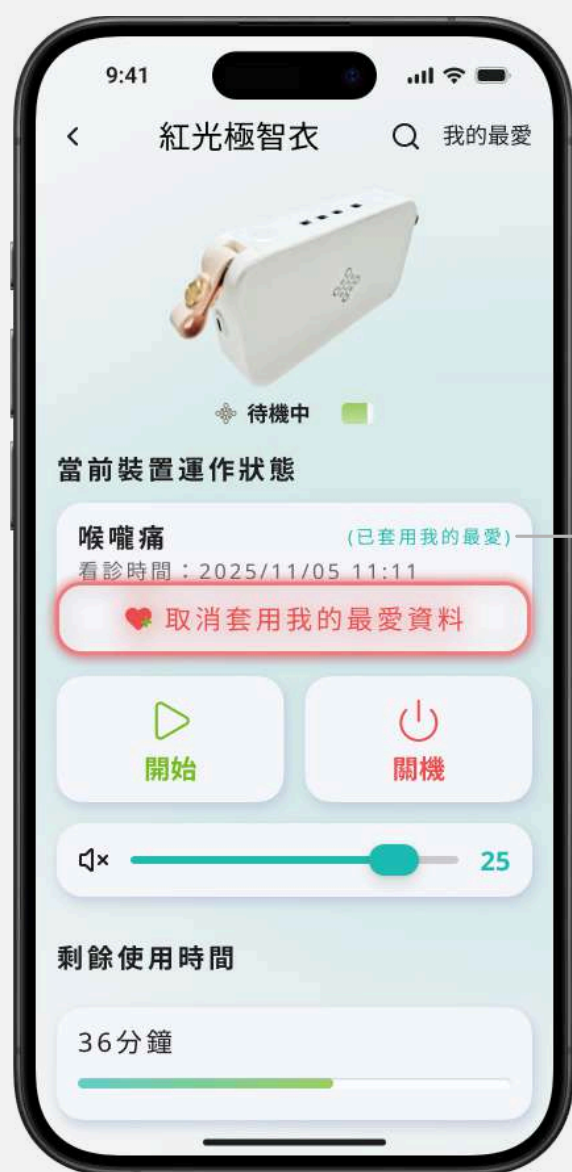 9:41
紅光極智衣
我的最愛
待機中
當前裝置運作狀態
喉嚨痛 (已套用我的最愛)
看診時間：2025/11/05 11:11
取消套用我的最愛資料
開始
關機
25
剩餘使用時間
36分鐘